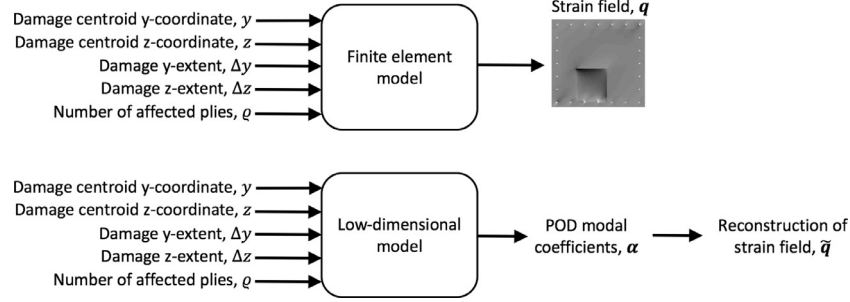 Strain field, q
Damage centroid y-coordinate, y
Damage centroid z-coordinate, z
Damage y-extent, Δy
Damage z-extent, Δz
Number of affected plies, ϱ
Finite element
model
Damage centroid y-coordinate, y
Damage centroid z-coordinate, z
Damage y-extent, Δy
Damage z-extent, Δz
Number of affected plies, ϱ
Low-dimensional
model
POD modal
coefficients, α
Reconstruction of
strain field, q̃